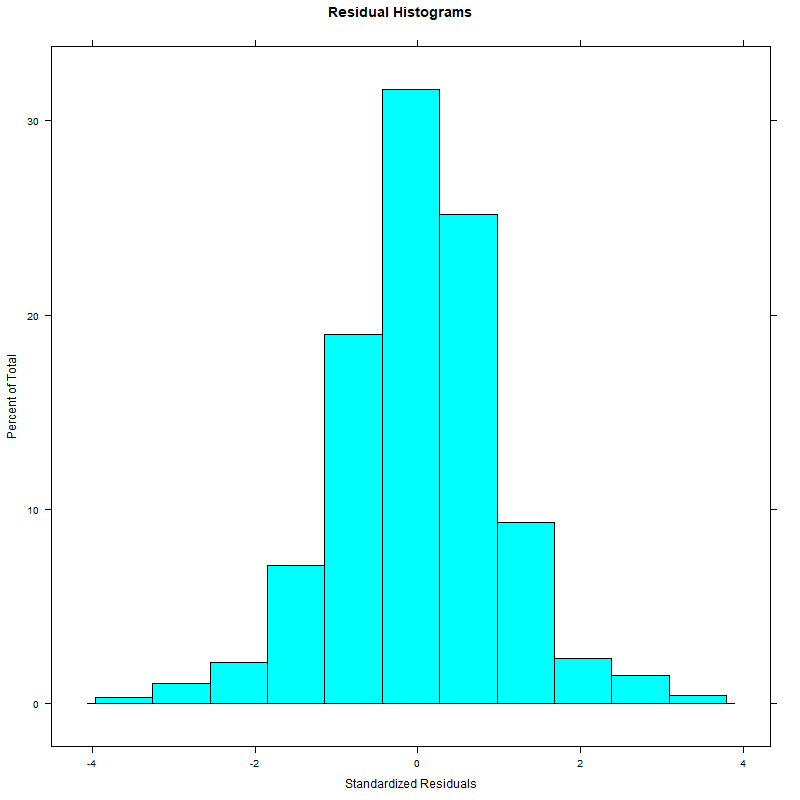 Residual Histograms
30
20
10
0
Percent of Total
-4 -2 0 2 4
Standardized Residuals